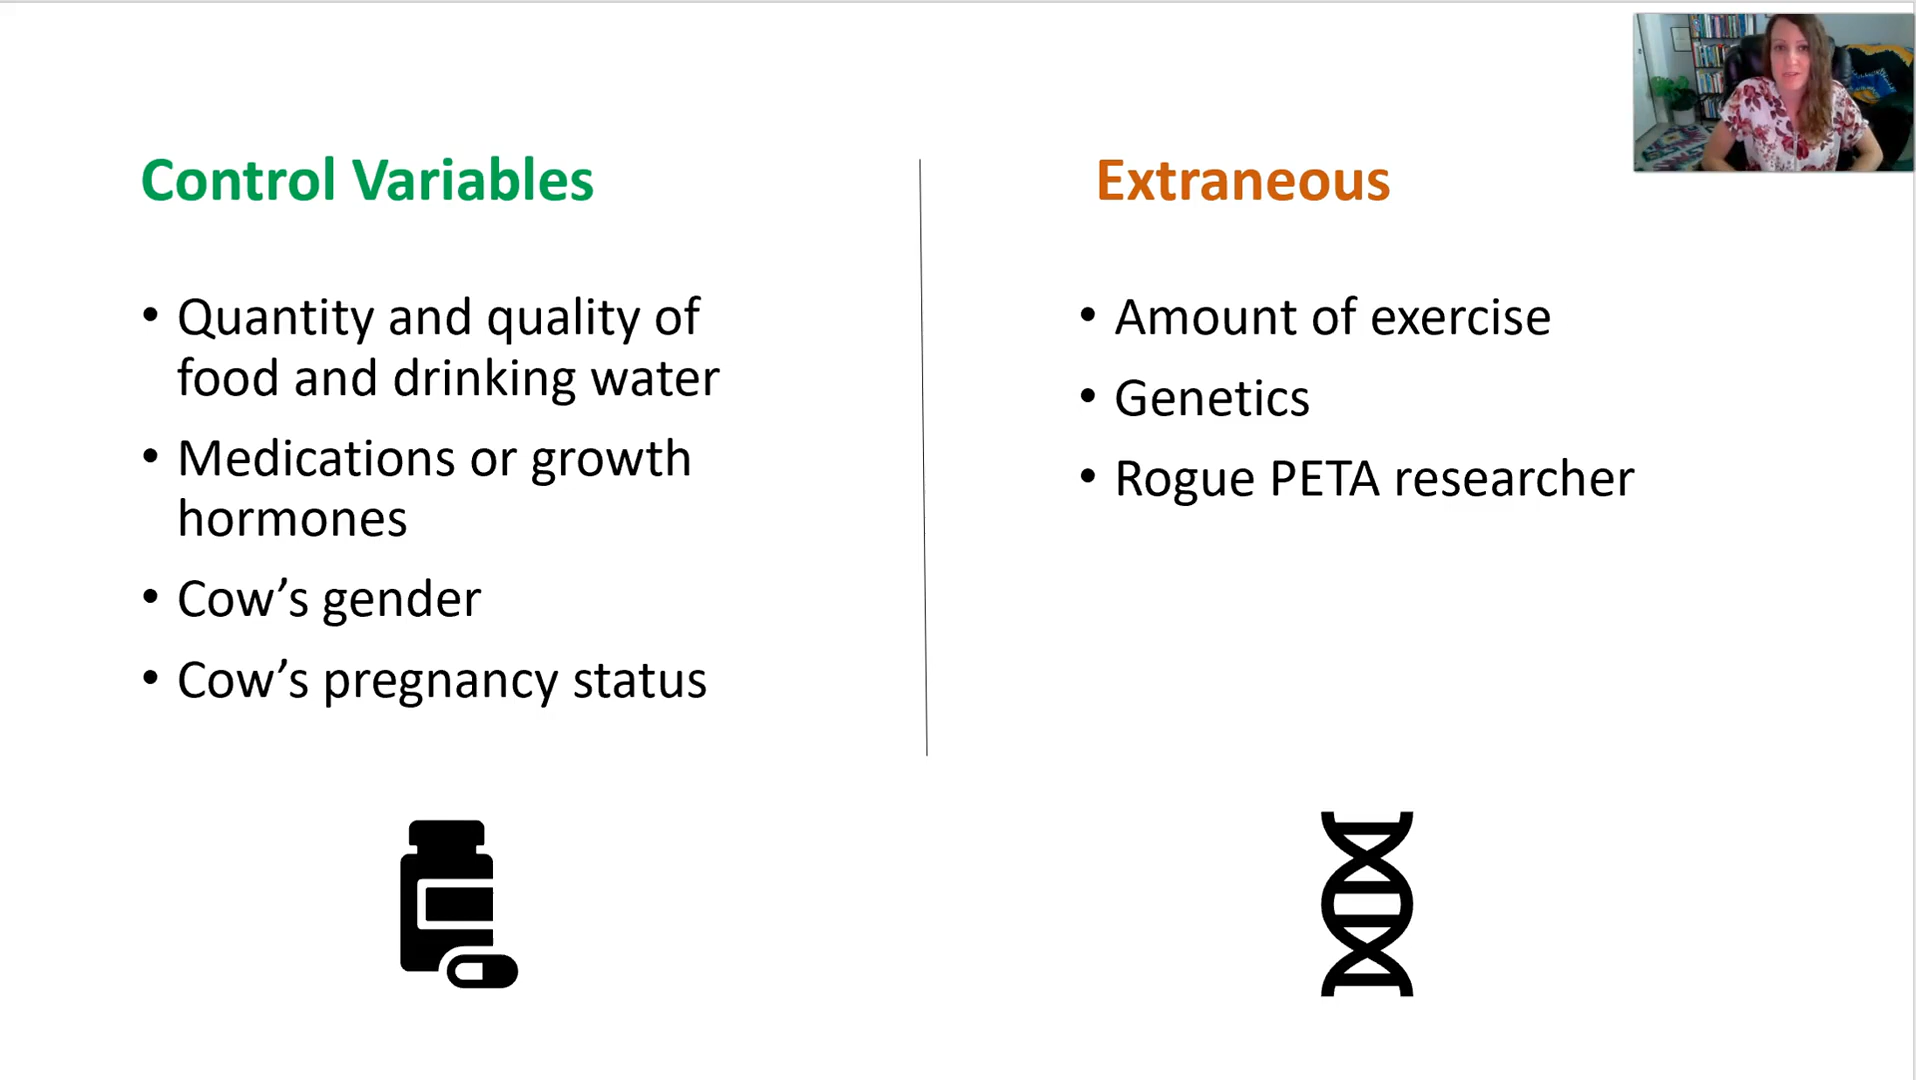 Control Variables
• Quantity and quality of
food and drinking water
• Medications or growth
hormones
• Cow’s gender
• Cow’s pregnancy status
Extraneous
• Amount of exercise
• Genetics
• Rogue PETA researcher